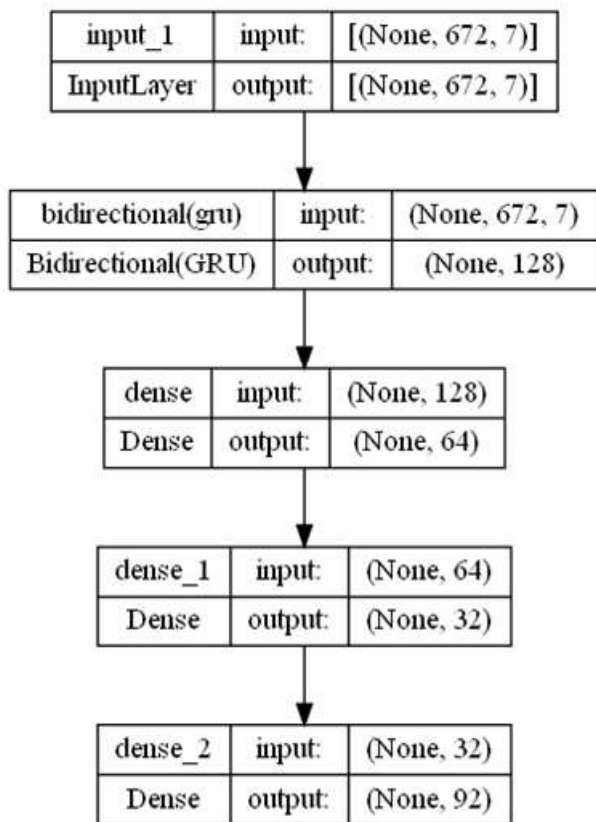 input_1 input: [(None, 672, 7)]
InputLayer output: [(None, 672, 7)]
bidirectional(gru) input: (None, 672, 7)
Bidirectional(GRU) output: (None, 128)
dense input: (None, 128)
Dense output: (None, 64)
dense_1 input: (None, 64)
Dense output: (None, 32)
dense_2 input: (None, 32)
Dense output: (None, 92)